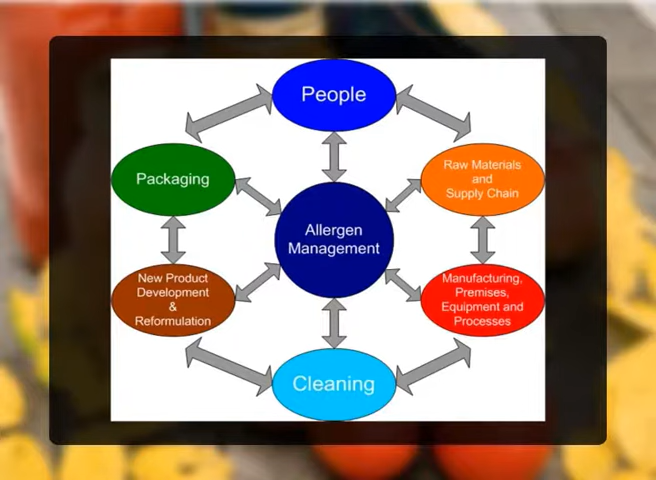 People
Packaging
Raw Materials
and
Supply Chain
Allergen
Management
New Product
Development
&
Reformulation
Manufacturing,
Premises,
Equipment and
Processes
Cleaning